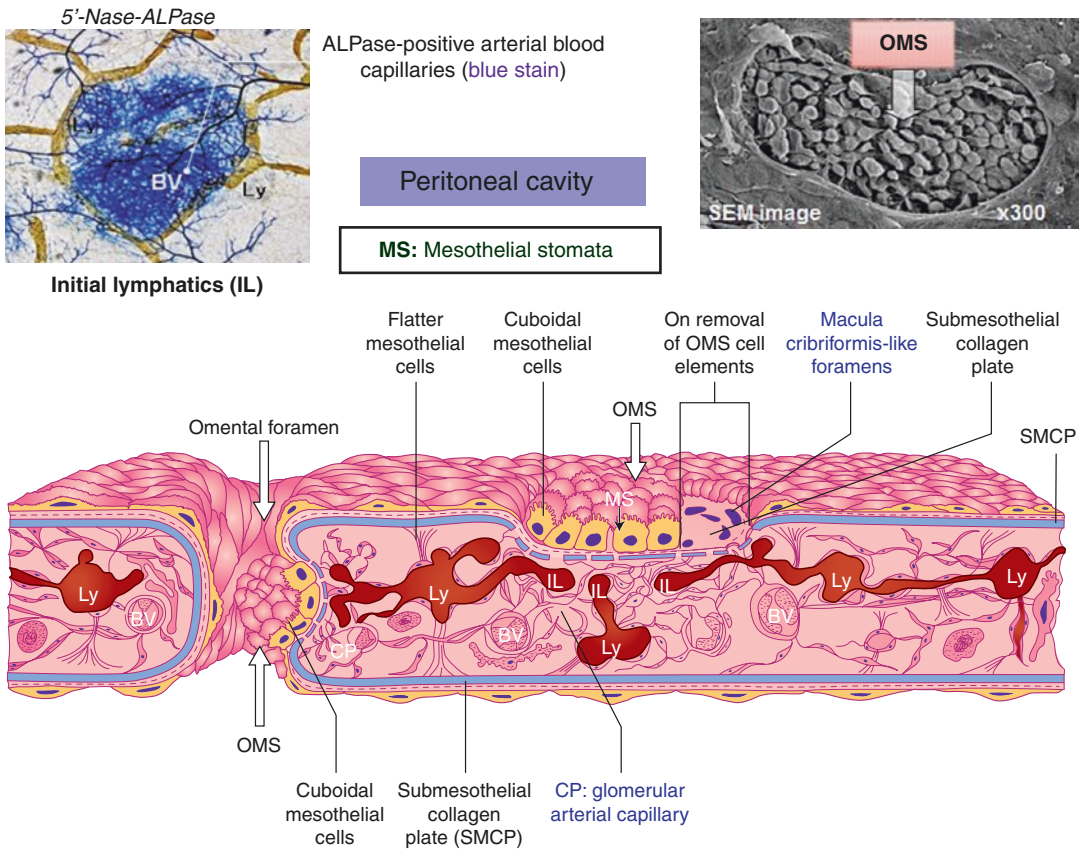 5'-Nase-ALPase
ALPase-positive arterial blood
capillaries (blue stain)
ILy
BV
Ly
Initial lymphatics (IL)
Peritoneal cavity
MS: Mesothelial stomata
OMS
SEM image
x300
Flatter
mesothelial
cells
Cuboidal
mesothelial
cells
On removal
of OMS cell
elements
Macula
cribriformis-like
foramens
Submesothelial
collagen
plate
Omental foramen
OMS
SMCP
MS
Ly
BV
CP
Ly
IL
BV
IL
Ly
IL
BV
Ly
Ly
OMS
Cuboidal
mesothelial
cells
Submesothelial
collagen
plate (SMCP)
CP: glomerular
arterial capillary